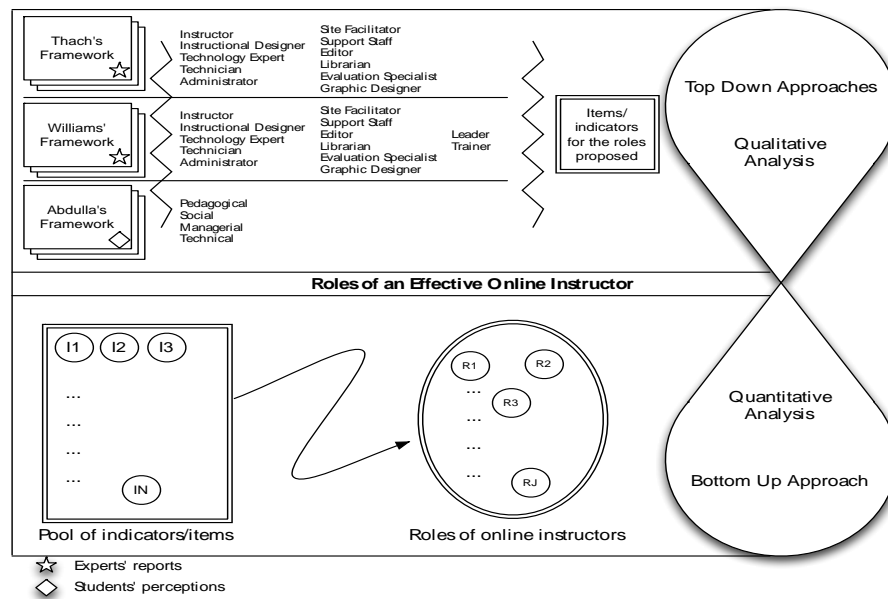 Thach's
Framework
Instructor
Instructional Designer
Technology Expert
Technician
Administrator
Site Facilitator
Support Staff
Editor
Librarian
Evaluation Specialist
Graphic Designer
Williams'
Framework
Instructor
Instructional Designer
Technology Expert
Technician
Administrator
Site Facilitator
Support Staff
Editor
Librarian
Evaluation Specialist
Graphic Designer
Leader
Trainer
Abdulla's
Framework
Pedagogical
Social
Managerial
Technical
Items/
indicators
for the roles
proposed
Top Down Approaches
Qualitative
Analysis
Roles of an Effective Online Instructor
I1
I2
I3
...
...
...
...
IN
Pool of indicators/items
R1
R2
...
R3
...
...
...
RJ
Roles of online instructors
Quantitative
Analysis
Bottom Up Approach
Experts' reports
Students' perceptions